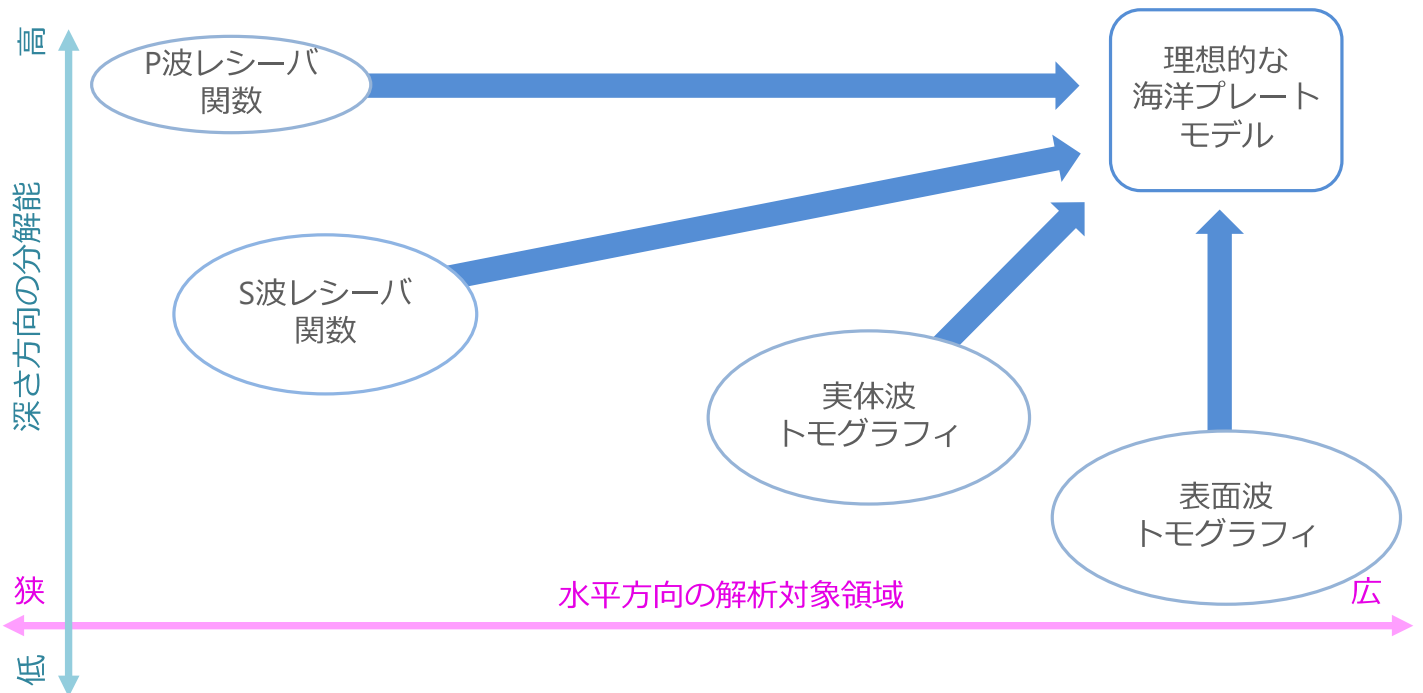 高
P波レシーバ
関数
理想的な
海洋プレート
モデル
深さ方向の分解能
S波レシーバ
関数
実体波
トモグラフィ
表面波
トモグラフィ
狭
水平方向の解析対象領域
広
低